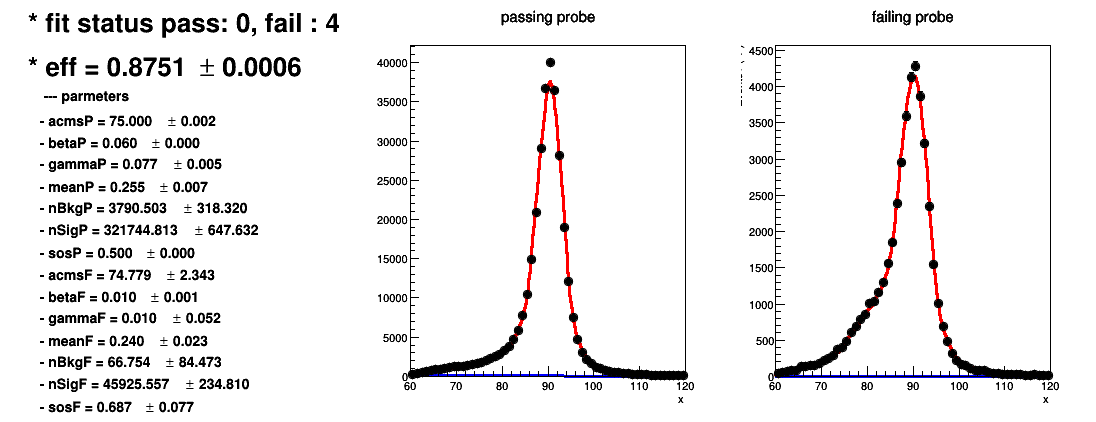 * fit status pass: 0, fail : 4
* eff = 0.8751 ± 0.0006
--- parmeters
- acmsP = 75.000 ± 0.002
- betaP = 0.060 ± 0.000
- gammaP = 0.077 ± 0.005
- meanP = 0.255 ± 0.007
- nBkgP = 3790.503 ± 318.320
- nSigP = 321744.813 ± 647.632
- sosP = 0.500 ± 0.000
- acmsF = 74.779 ± 2.343
- betaF = 0.010 ± 0.001
- gammaF = 0.010 ± 0.052
- meanF = 0.240 ± 0.023
- nBkgF = 66.754 ± 84.473
- nSigF = 45925.557 ± 234.810
- sosF = 0.687 ± 0.077
passing probe
40000
35000
30000
25000
20000
15000
10000
5000
0
60 70 80 90 100 110 120
x
failing probe
4500
4000
3500
3000
2500
2000
1500
1000
500
0
60 70 80 90 100 110 120
x